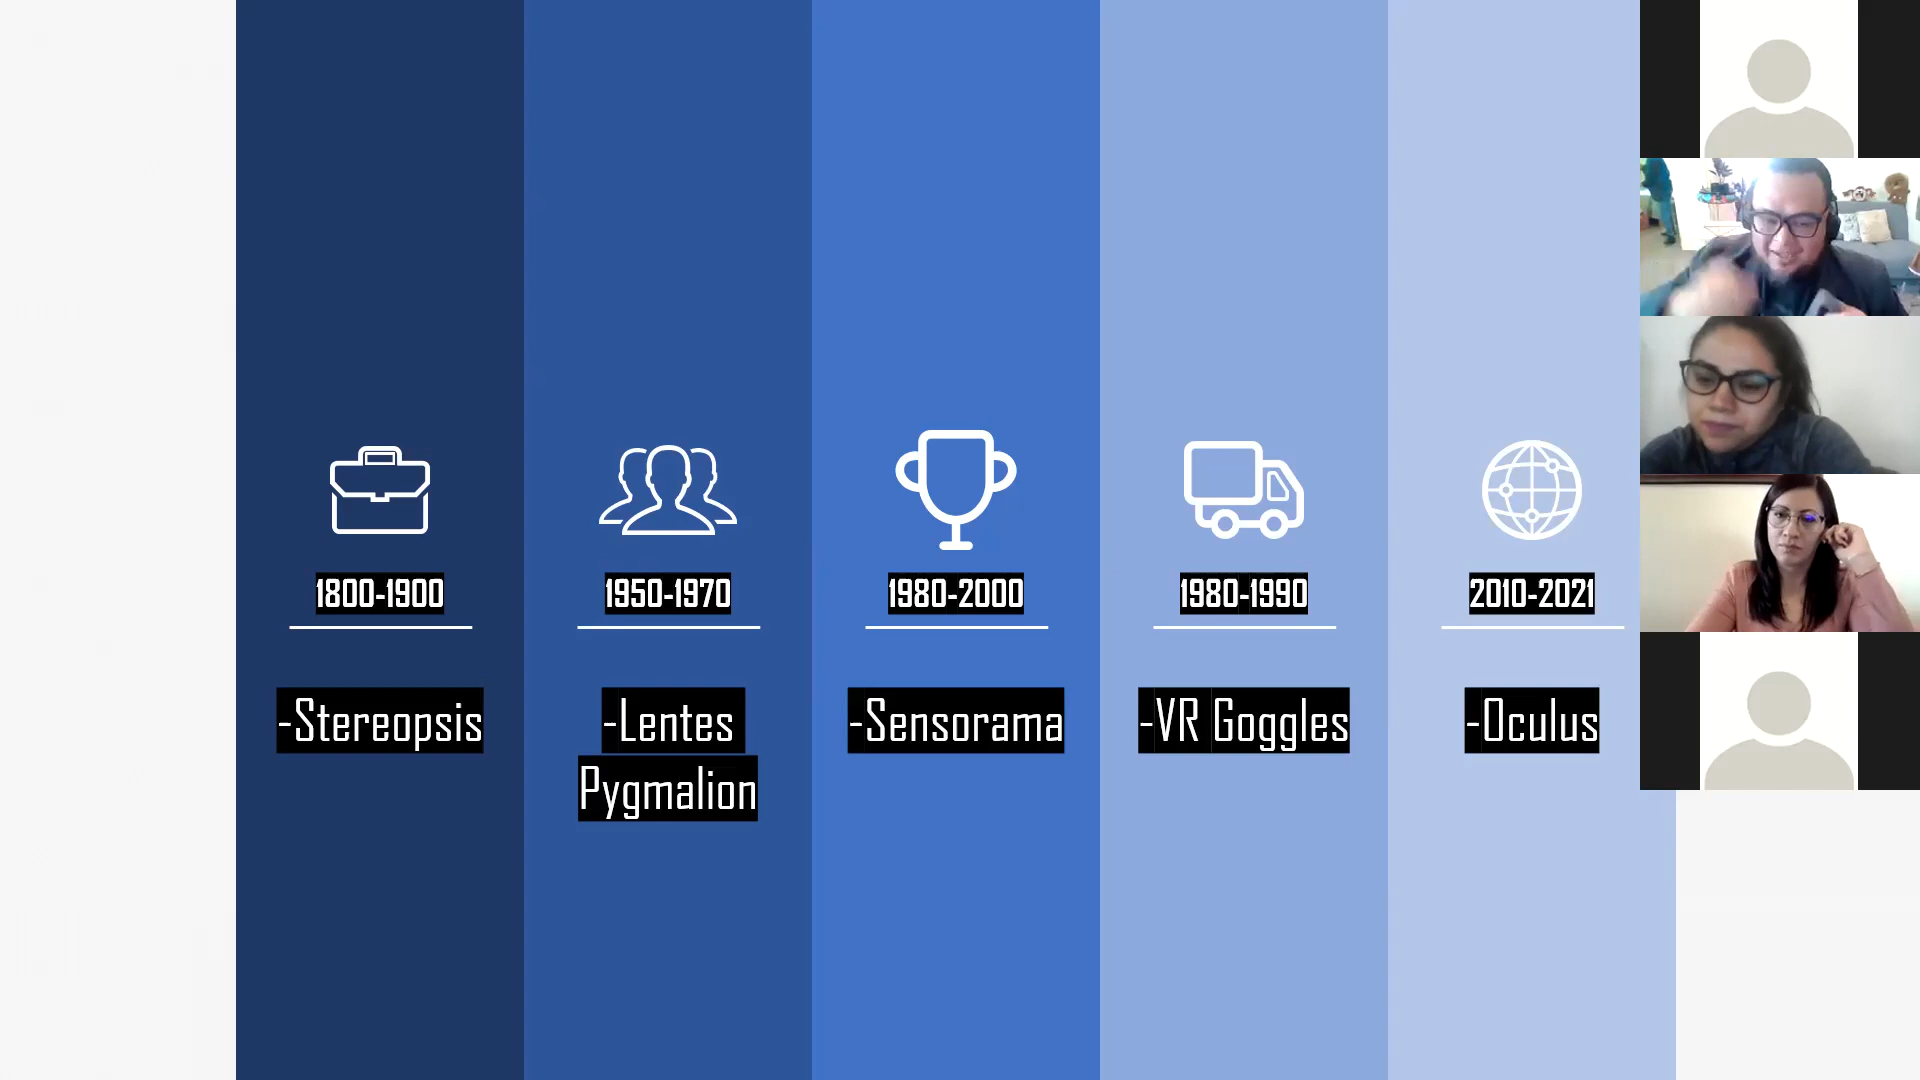 1800-1900
-Stereopsis
1950-1970
-Lentes
Pygmalion
1980-2000
-Sensorama
1980-1990
-VR Goggles
2010-2021
-Oculus